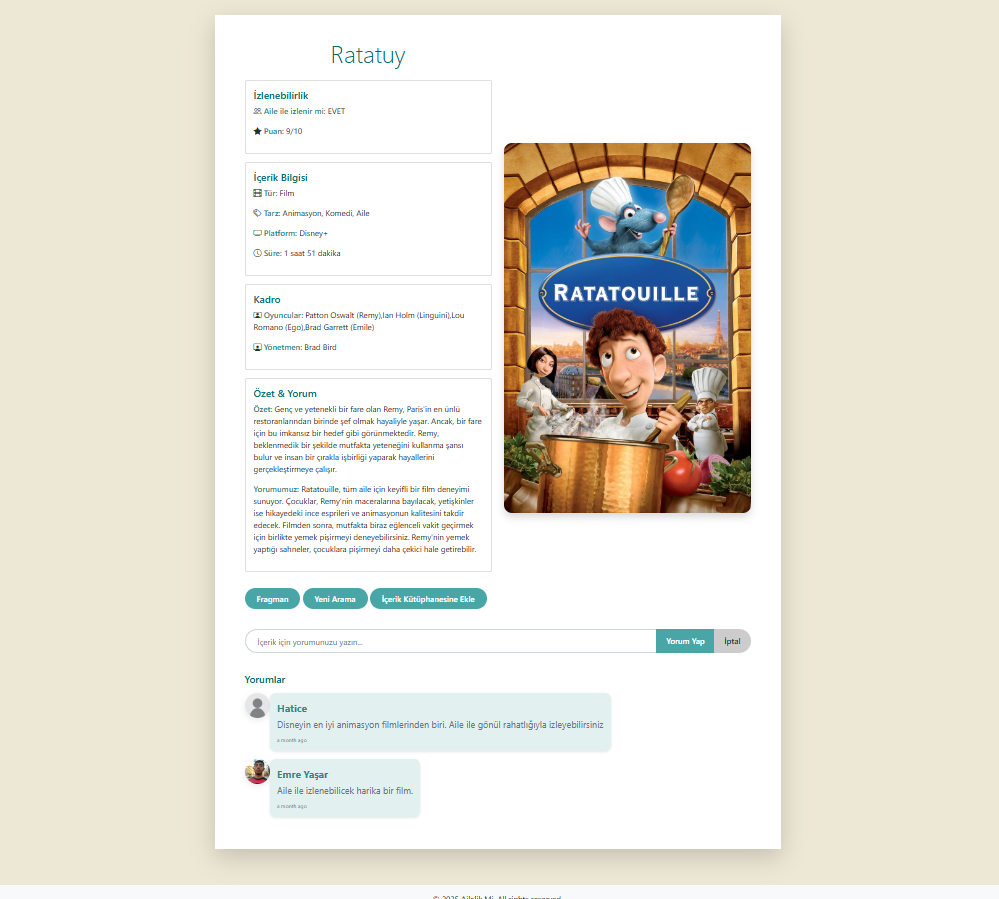 Ratatuy
İzlenebilirlik
Aile ile izlenir mi: EVET
Puan: 9/10
İçerik Bilgisi
Tür: Film
Tarz: Animasyon, Komedi, Aile
Platform: Disney+
Süre: 1 saat 51 dakika
Kadro
Oyuncular: Patton Oswalt (Remy),Ian Holm (Linguini),Lou
Romano (Ego),Brad Garrett (Emile)
Yönetmen: Brad Bird
Özet & Yorum
Özet: Genç ve yetenekli bir fare olan Remy, Paris'in en ünlü
restoranlarından birinde şef olmak hayaliyle yaşar. Ancak, bir fare
için bu imkansız bir hedef gibi görünmektedir. Remy,
beklenmedik bir şekilde mutfakta yeteneğini kullanma şansı
bulur ve insan bir çırakla işbirliği yaparak hayallerini
gerçekleştirmeye çalışır.
Yorumumuz: Ratatouille, tüm aile için keyifli bir film deneyimi
sunuyor. Çocuklar, Remy'nin maceralarına bayılacak, yetişkinler
ise hikayedeki ince esprileri ve animasyonun kalitesini takdir
edecek. Filmden sonra, mutfakta biraz eğlenceli vakit geçirmek
için birlikte yemek pişirmeyi deneyebilirsiniz. Remy'nin yemek
yaptığı sahneler, çocuklara pişirmeyi daha çekici hale getirebilir.
RATATOUILLE
Fragman
Yeni Arama
İçerik Kütüphanesine Ekle
İçerik için yorumunuzu yazın...
Yorum Yap
İptal
Yorumlar
Hatice
Disneyin en iyi animasyon filmlerinden biri. Aile ile gönül rahatlığıyla izleyebilirsiniz
a month ago
Emre Yaşar
Aile ile izlenebilicek harika bir film.
a month ago